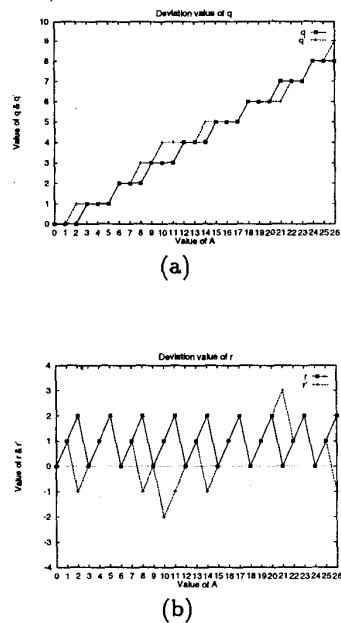 Deviation value of q
q
q'
Value of q & q'
10
9
8
7
6
5
4
3
2
1
0
0 1 2 3 4 5 6 7 8 9 10 11 12 13 14 15 16 17 18 19 20 21 22 23 24 25 26
Value of A
(a)
Deviation value of r
r
r'
Value of r & r'
4
3
2
1
0
-1
-2
-3
-4
0 1 2 3 4 5 6 7 8 9 10 11 12 13 14 15 16 17 18 19 20 21 22 23 24 25 26
Value of A
(b)